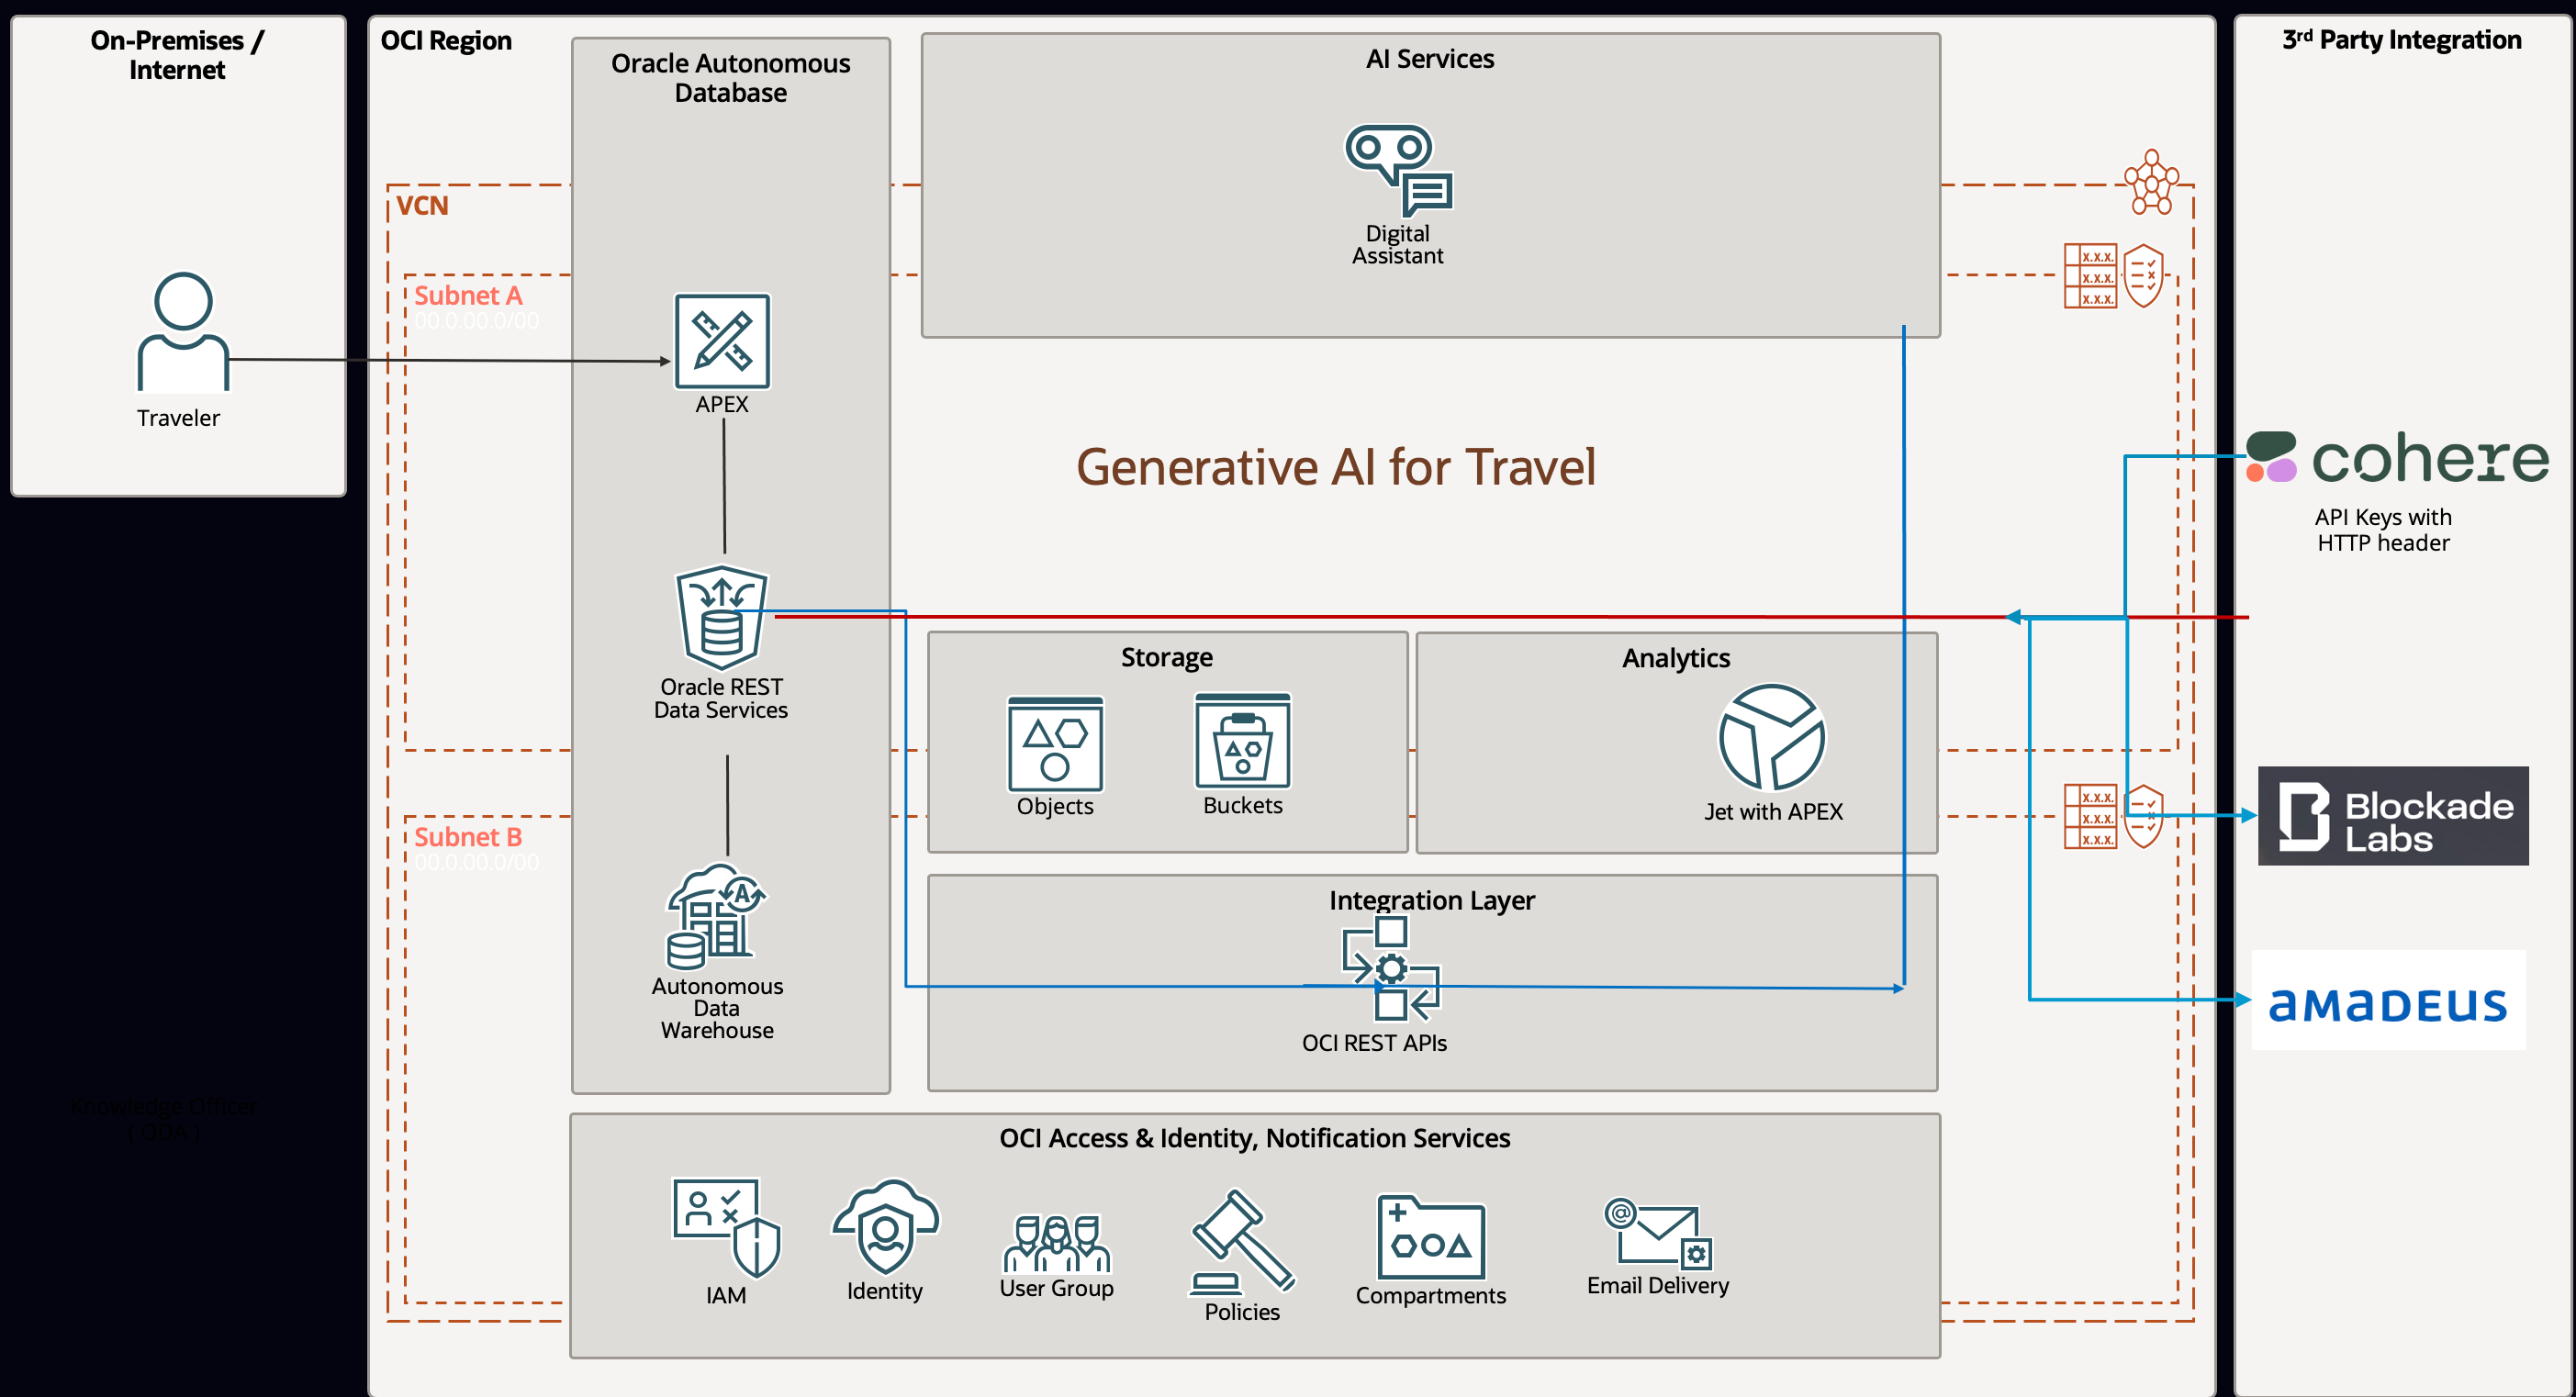 On-Premises /
Internet
Traveler
Knowledge Officer
( ODA )
OCI Region
Oracle Autonomous
Database
VCN
Subnet A
00.0.00.0/00
APEX
Oracle REST
Data Services
Subnet B
00.0.00.0/00
A
Autonomous
Data
Warehouse
AI Services
Digital
Assistant
x.x.x.
x.x.x.
x.x.x.
Generative AI for Travel
Storage
Objects
Buckets
Analytics
Jet with APEX
x.x.x.
x.x.x.
x.x.x.
Integration Layer
OCI REST APIs
OCI Access & Identity, Notification Services
IAM
Identity
User Group
Policies
Compartments
@
Email Delivery
3rd Party Integration
cohere
API Keys with
HTTP header
Blockade
Labs
amadeus